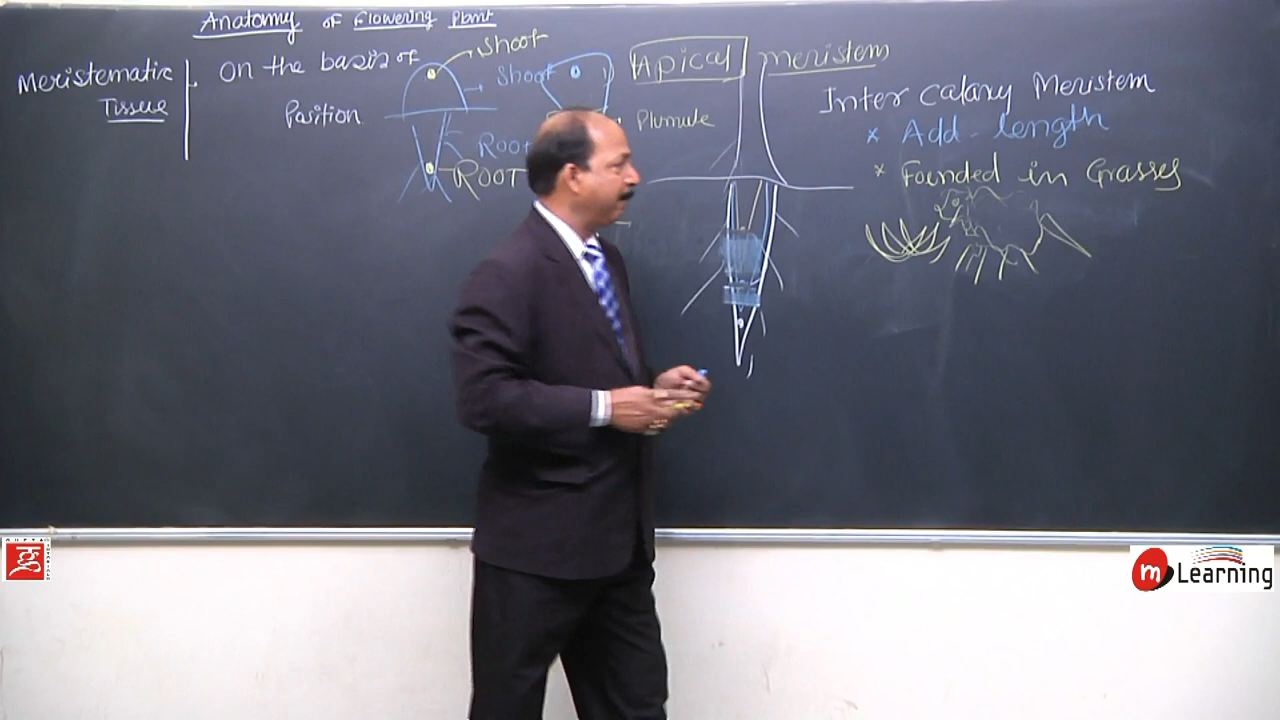 Anatomy of Flowering Plant
Meristematic
Tissue
on the basis of
Position
Shoot
Shoot
Root
ROOT
Apical meristem
Plumule
Inter Calary Meristem
* Add-length
* Founded in Grasses
m Learning